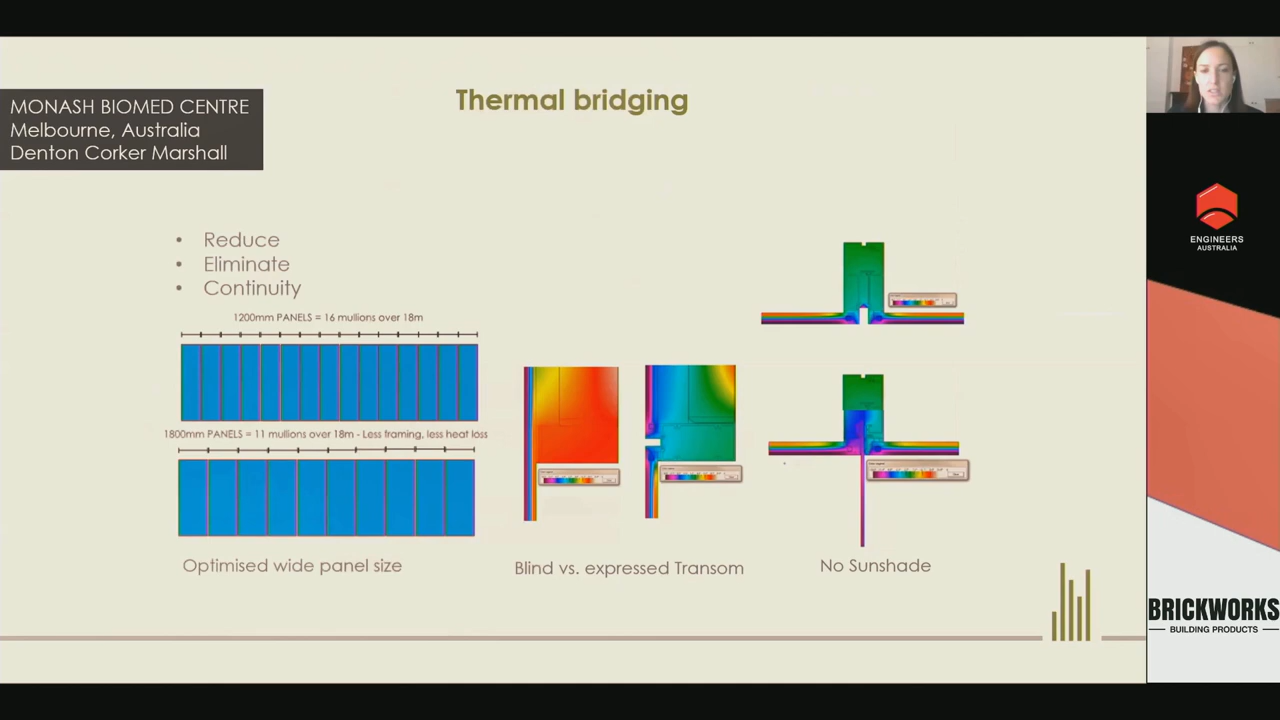 MONASH BIOMED CENTRE
Melbourne, Australia
Denton Corker Marshall
Thermal bridging
• Reduce
• Eliminate
• Continuity
1200mm PANELS = 16 mullions over 18m
1800mm PANELS = 11 mullions over 18m - Less framing, less heat loss
Optimised wide panel size
Blind vs. expressed Transom
No Sunshade
ENGINEERS
AUSTRALIA
BRICKWORKS
BUILDING PRODUCTS